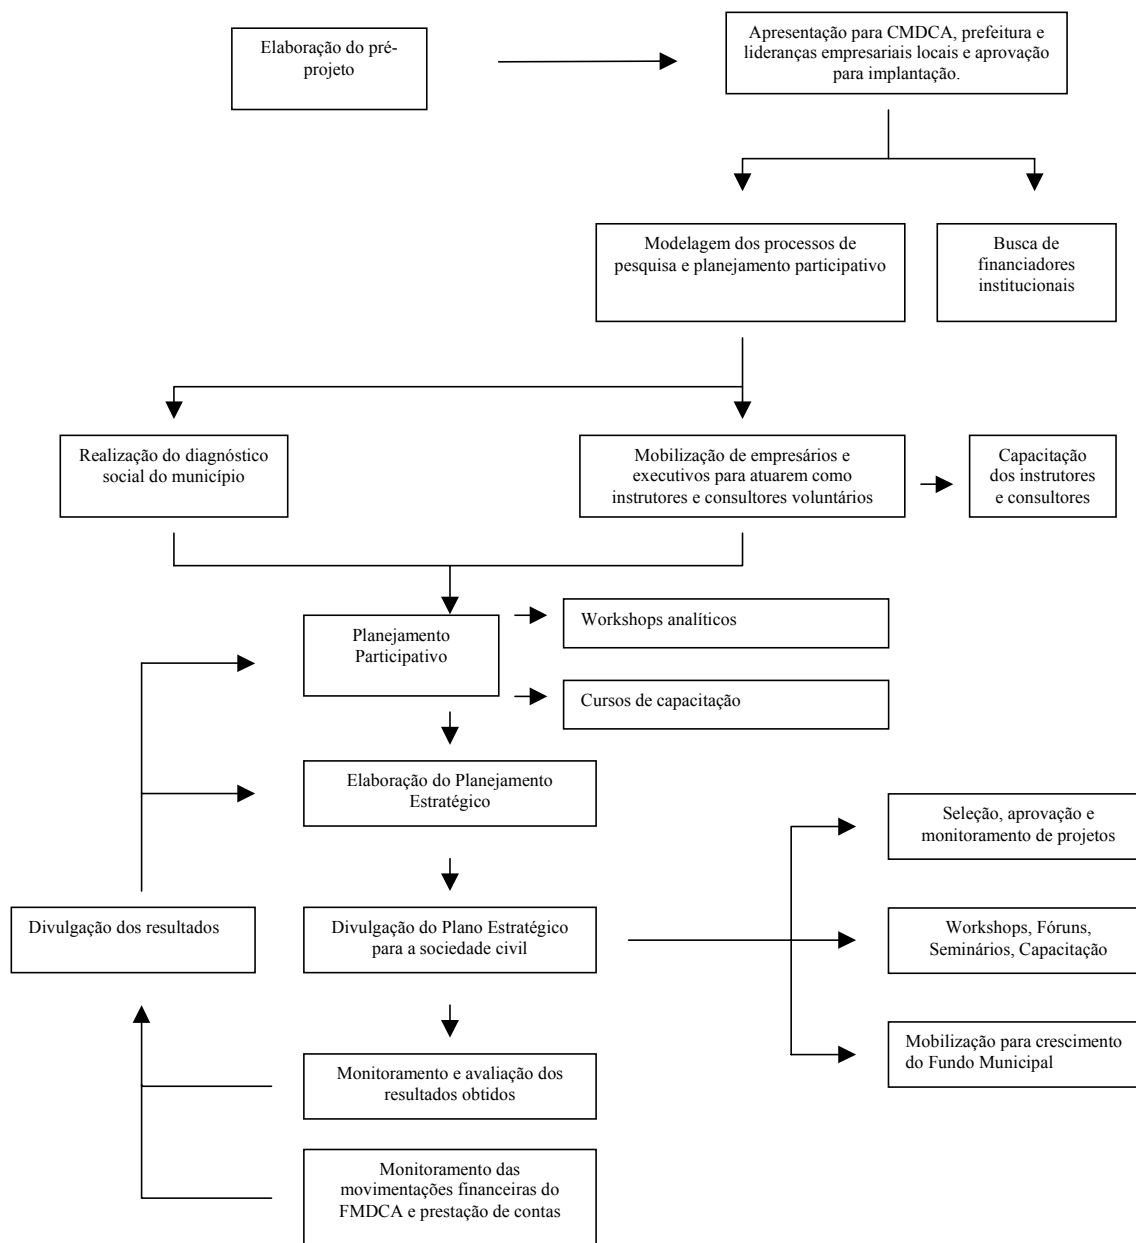 Elaboração do pré-
projeto
Apresentação para CMDCA, prefeitura e
lideranças empresariais locais e aprovação
para implantação.
Modelagem dos processos de
pesquisa e planejamento participativo
Busca de
financiadores
institucionais
Realização do diagnóstico
social do município
Mobilização de empresários e
executivos para atuarem como
instrutores e consultores voluntários
Capacitação
dos instrutores
e consultores
Planejamento
Participativo
Workshops analíticos
Cursos de capacitação
Elaboração do Planejamento
Estratégico
Seleção, aprovação e
monitoramento de projetos
Divulgação dos resultados
Divulgação do Plano Estratégico
para a sociedade civil
Workshops, Fóruns,
Seminários, Capacitação
Mobilização para crescimento
do Fundo Municipal
Monitoramento e avaliação dos
resultados obtidos
Monitoramento das
movimentações financeiras do
FMDCA e prestação de contas